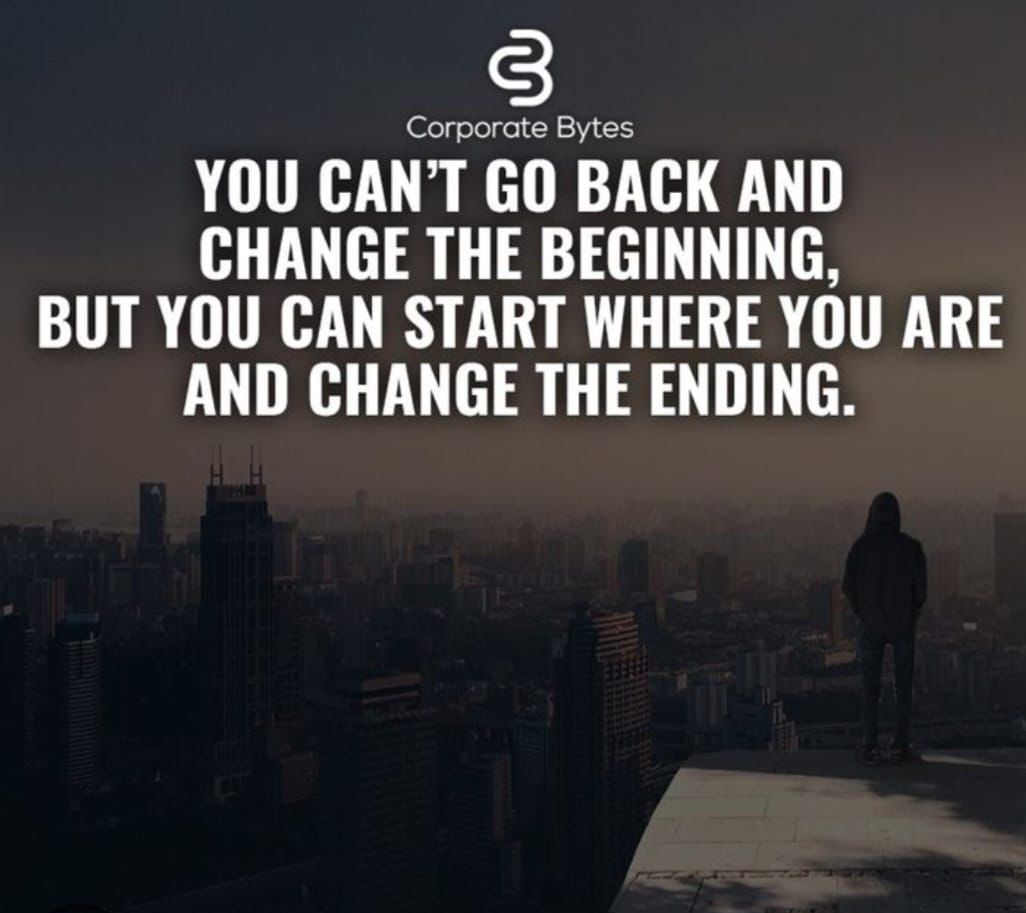 Corporate Bytes
YOU CAN'T GO BACK AND
CHANGE THE BEGINNING,
BUT YOU CAN START WHERE YOU ARE
AND CHANGE THE ENDING.